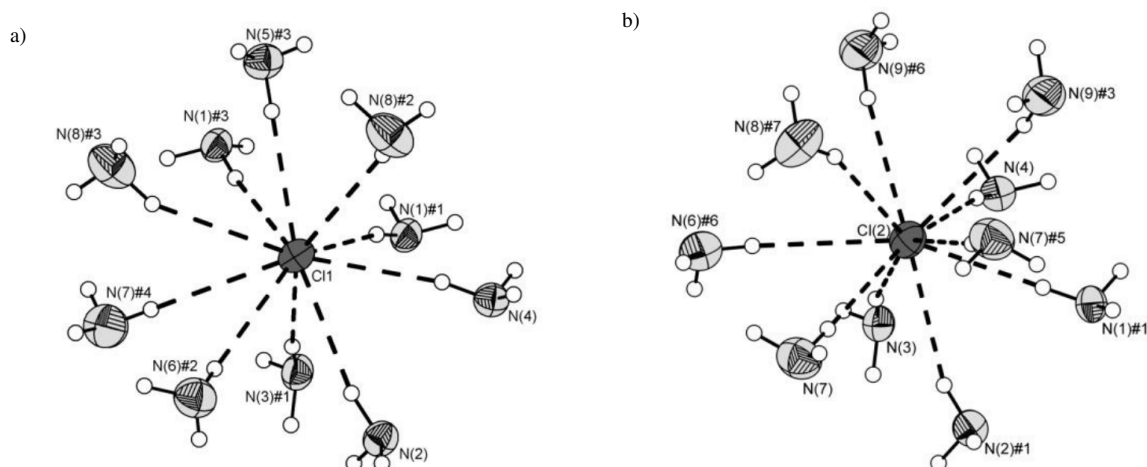 a)
N(5)#3
N(8)#2
N(1)#3
N(8)#3
N(1)#1
Cl1
N(7)#4
N(4)
N(6)#2
N(3)#1
N(2)
b)
N(9)#6
N(9)#3
N(8)#7
N(4)
N(6)#6
Cl(2)
N(7)#5
N(1)#1
N(3)
N(7)
N(2)#1